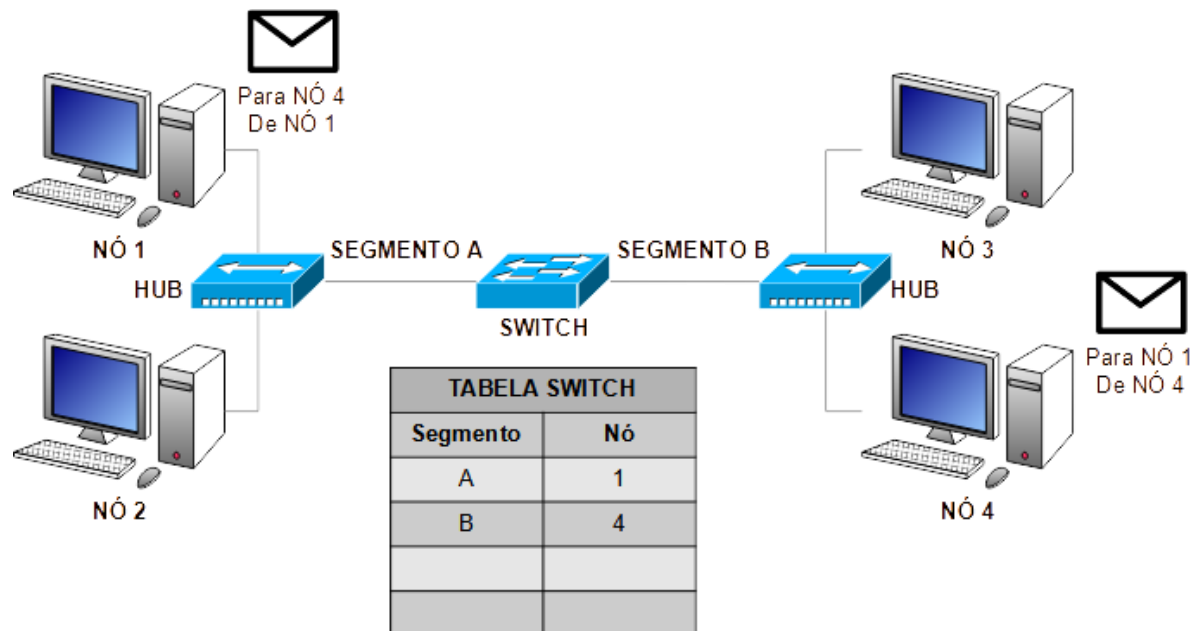 Para NÓ 4
De NÓ 1
NÓ 1
HUB
SEGMENTO A
SWITCH
SEGMENTO B
HUB
NÓ 3
NÓ 2
Para NÓ 1
De NÓ 4
NÓ 4
TABELA SWITCH
Segmento Nó
A 1
B 4